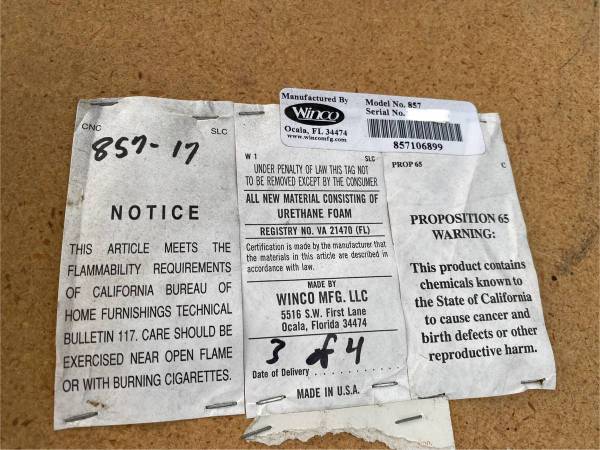 Manufactured By
Winco
Ocala, FL 34474
www.wincomfg.com
Model No. 857
Serial No.
857106899
CNC SLC
857-17
NOTICE
THIS ARTICLE MEETS THE
FLAMMABILITY REQUIREMENTS
OF CALIFORNIA BUREAU OF
HOME FURNISHINGS TECHNICAL
BULLETIN 117. CARE SHOULD BE
EXERCISED NEAR OPEN FLAME
OR WITH BURNING CIGARETTES.
W 1 SLC
UNDER PENALTY OF LAW THIS TAG NOT
TO BE REMOVED EXCEPT BY THE CONSUMER
ALL NEW MATERIAL CONSISTING OF
URETHANE FOAM
REGISTRY NO. VA 21470 (FL)
Certification is made by the manufacturer that
the materials in this article are described in
accordance with law.
MADE BY
WINCO MFG. LLC
5516 S.W. First Lane
Ocala, Florida 34474
3 of 4
Date of Delivery . . . . . . . . . . .
MADE IN U.S.A.
PROP 65 C
PROPOSITION 65
WARNING:
This product contains
chemicals known to
the State of California
to cause cancer and
birth defects or other
reproductive harm.